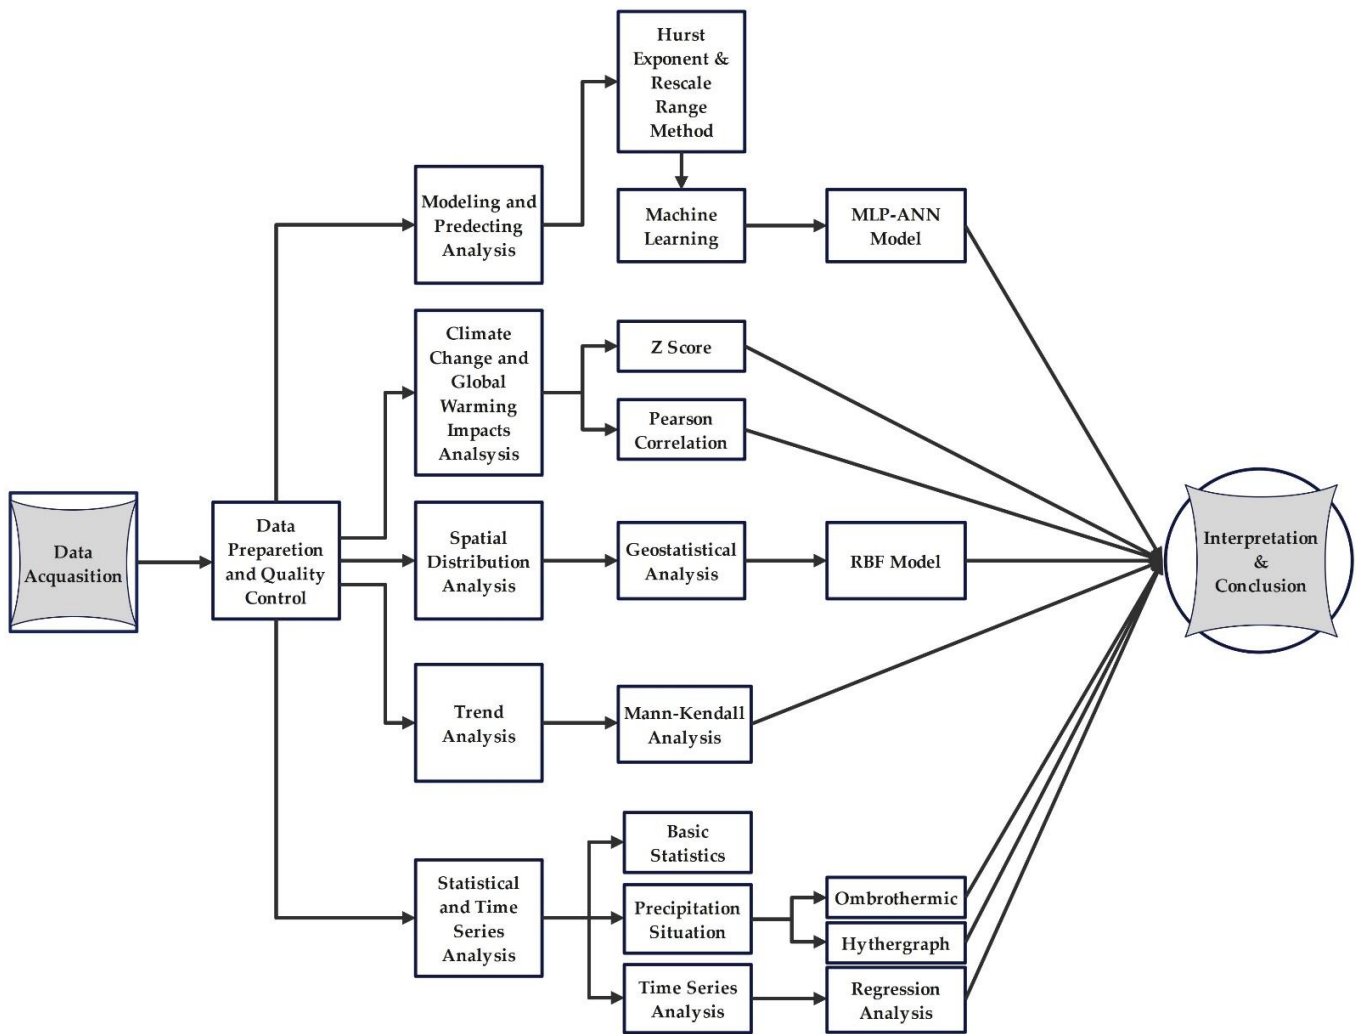 Hurst
Exponent &
Rescale
Range
Method
Modeling and
Predecting
Analysis
Machine
Learning
MLP-ANN
Model
Climate
Change and
Global
Warming
Impacts
Analsysis
Z Score
Pearson
Correlation
Data
Acquasition
Data
Preparetion
and Quality
Control
Spatial
Distribution
Analysis
Geostatistical
Analysis
RBF Model
Interpretation
&
Conclusion
Trend
Analysis
Mann-Kendall
Analysis
Statistical
and Time
Series
Analysis
Basic
Statistics
Precipitation
Situation
Ombrothermic
Hythergraph
Time Series
Analysis
Regression
Analysis